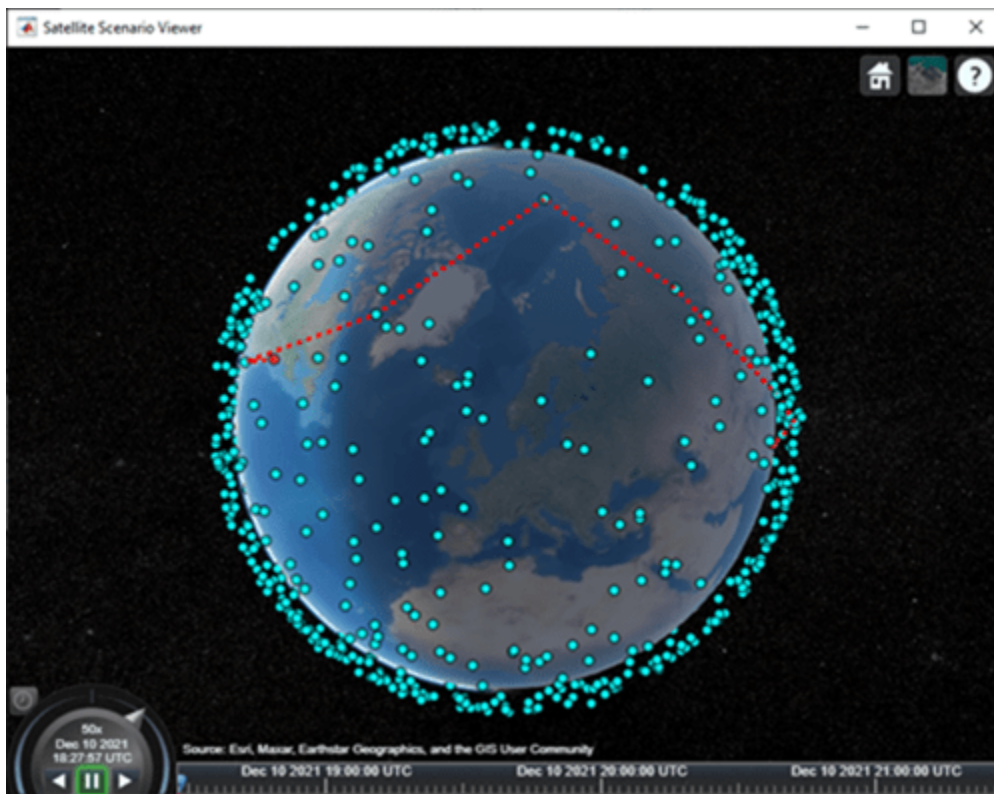 Satellite Scenario Viewer
?
50x
Dec 10 2021
18:27:57 UTC
Source: Esri, Maxar, Earthstar Geographics, and the GIS User Community
Dec 10 2021 19:00:00 UTC Dec 10 2021 20:00:00 UTC Dec 10 2021 21:00:00 UTC